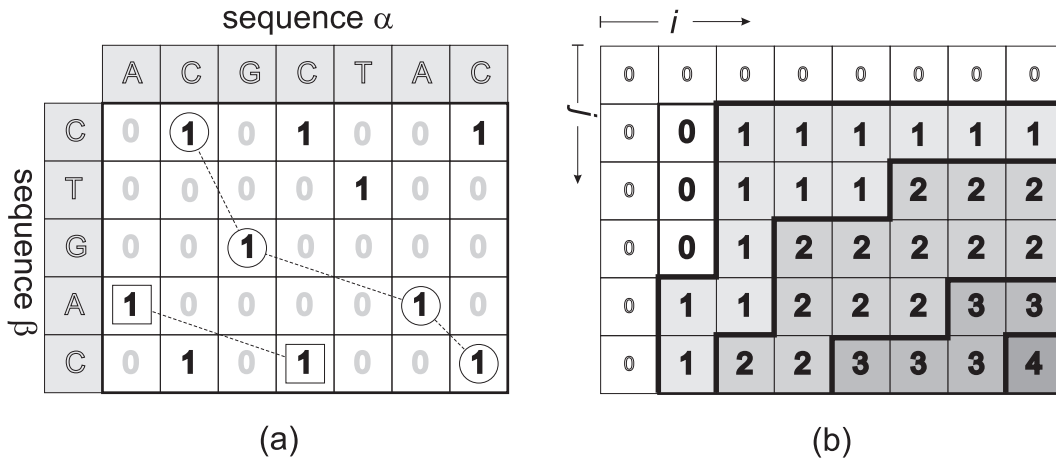 sequence α
A C G C T A C
C 0 1 0 1 0 0 1
T 0 0 0 0 1 0 0
G 0 0 1 0 0 0 0
A 1 0 0 0 0 1 0
C 0 1 0 1 0 0 1
sequence β
(a)
i
j
0 0 0 0 0 0 0 0
0 0 1 1 1 1 1 1
0 0 1 1 1 2 2 2
0 0 1 2 2 2 2 2
0 1 1 2 2 2 3 3
0 1 2 2 3 3 3 4
(b)